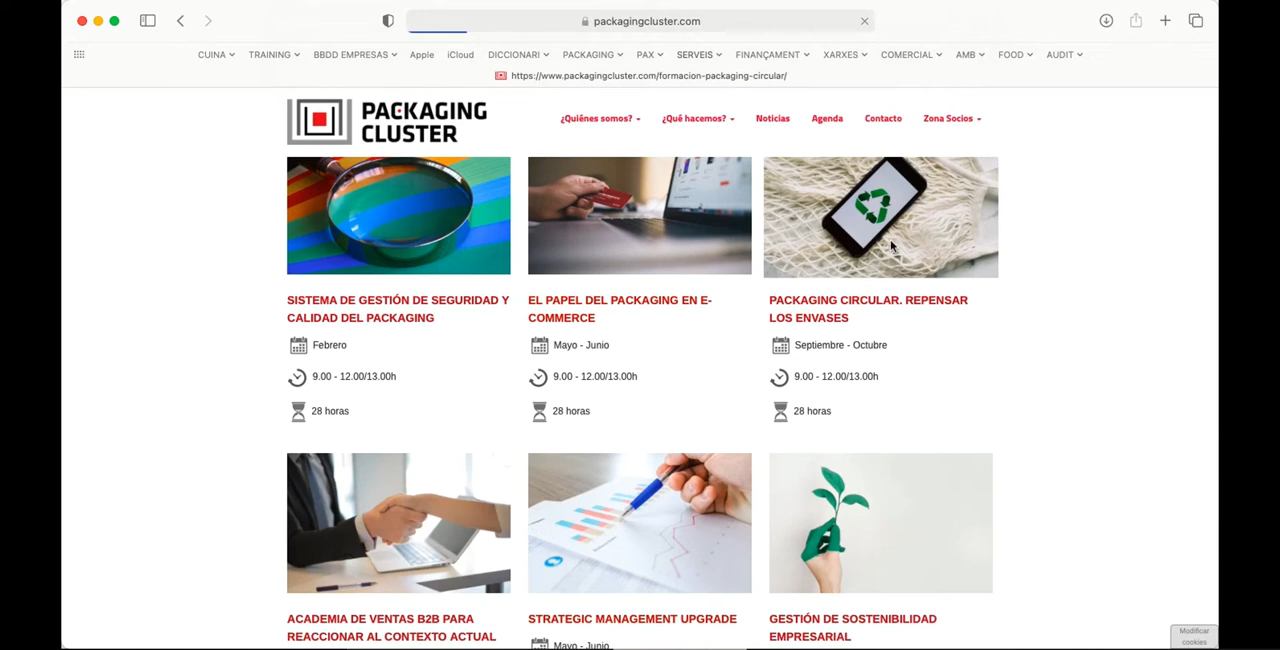 packagingcluster.com
CUINA TRAINING BBDD EMPRESAS Apple iCloud DICCIONARI PACKAGING PAX SERVEIS FINANÇAMENT XARXES COMERCIAL AMB FOOD AUDIT
https://www.packagingcluster.com/formacion-packaging-circular/
PACKAGING
CLUSTER
¿Quiénes somos? ¿Qué hacemos? Noticias Agenda Contacto Zona Socios
SISTEMA DE GESTIÓN DE SEGURIDAD Y
CALIDAD DEL PACKAGING
Febrero
9.00 - 12.00/13.00h
28 horas
EL PAPEL DEL PACKAGING EN E-
COMMERCE
Mayo - Junio
9.00 - 12.00/13.00h
28 horas
PACKAGING CIRCULAR. REPENSAR
LOS ENVASES
Septiembre - Octubre
9.00 - 12.00/13.00h
28 horas
ACADEMIA DE VENTAS B2B PARA
REACCIONAR AL CONTEXTO ACTUAL
STRATEGIC MANAGEMENT UPGRADE
Mayo - Junio
GESTIÓN DE SOSTENIBILIDAD
EMPRESARIAL
Modificar
cookies